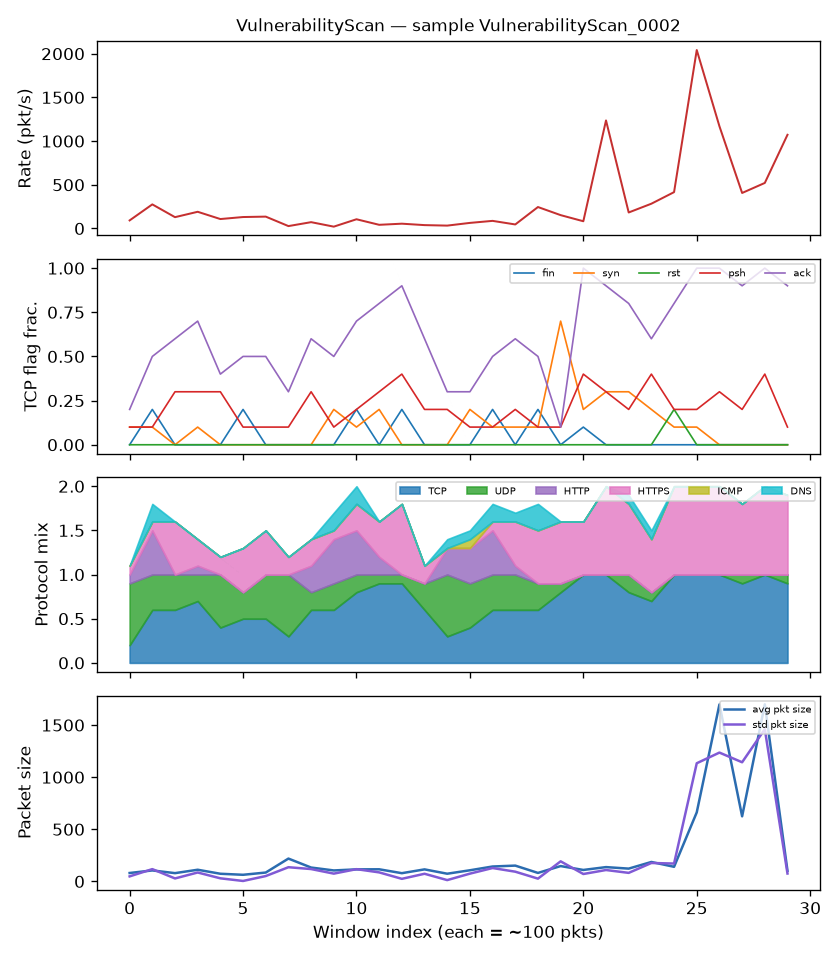 VulnerabilityScan — sample VulnerabilityScan_0002
2000
1500
1000
500
0
Rate (pkt/s)
fin syn rst psh ack
1.00
0.75
0.50
0.25
0.00
TCP flag frac.
TCP UDP HTTP HTTPS ICMP DNS
2.0
1.5
1.0
0.5
0.0
Protocol mix
avg pkt size
std pkt size
1500
1000
500
0
Packet size
0 5 10 15 20 25 30
Window index (each = ~100 pkts)